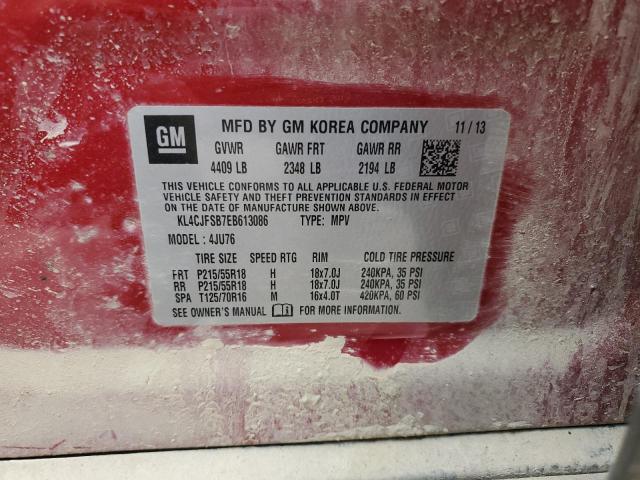 GM
MFD BY GM KOREA COMPANY 11 / 13
GVWR GAWR FRT GAWR RR
4409 LB 2348 LB 2194 LB
THIS VEHICLE CONFORMS TO ALL APPLICABLE U.S. FEDERAL MOTOR
VEHICLE SAFETY AND THEFT PREVENTION STANDARDS IN EFFECT
ON THE DATE OF MANUFACTURE SHOWN ABOVE.
KL4CJFSB7EB613086 TYPE: MPV
MODEL : 4JU76
TIRE SIZE SPEED RTG RIM COLD TIRE PRESSURE
FRT P215/55R18 H 18x7.0J 240KPA, 35 PSI
RR P215/55R18 H 18x7.0J 240KPA, 35 PSI
SPA T125/70R16 M 16x4.0T 420KPA, 60 PSI
SEE OWNER'S MANUAL FOR MORE INFORMATION.